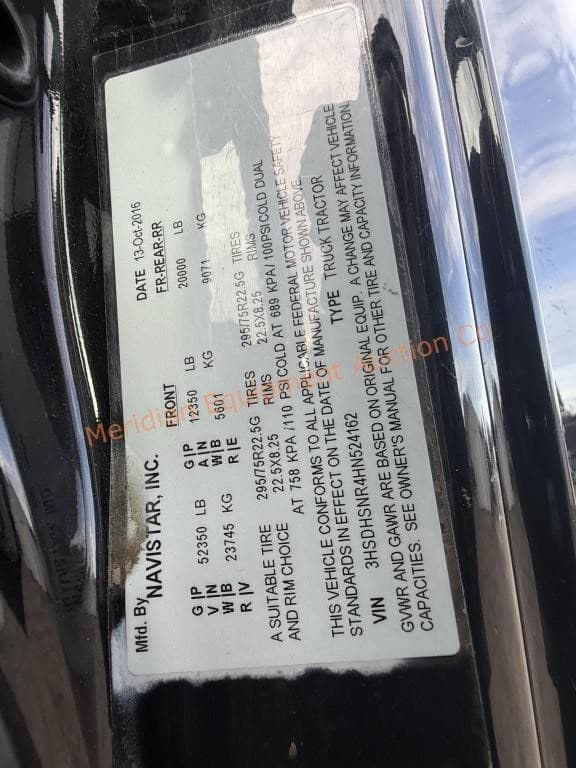 Mfd. By
NAVISTAR, INC. DATE 13-Oct-2016
FRONT FR-REAR-RR
G P 52350 LB G P 12350 LB 20000 LB
V I N A I N
W I B 23745 KG W I B 5601 KG 9071 KG
R I V R I E
A SUITABLE TIRE 295/75R22.5G TIRES 295/75R22.5G TIRES
AND RIM CHOICE 22.5X8.25 RIMS 22.5X8.25 RIMS
AT 758 KPA /110 PSI COLD AT 689 KPA/ 100PSI COLD DUAL
THIS VEHICLE CONFORMS TO ALL APPLICABLE FEDERAL MOTOR VEHICLE SAFETY
STANDARDS IN EFFECT ON THE DATE OF MANUFACTURE SHOWN ABOVE.
VIN 3HSDHSNR4HN524162 TYPE TRUCK TRACTOR
GVWR AND GAWR ARE BASED ON ORIGINAL EQUIP. A CHANGE MAY AFFECT VEHICLE
CAPACITIES. SEE OWNER'S MANUAL FOR OTHER TIRE AND CAPACITY INFORMATION.
Meridian Equipment Auction Co